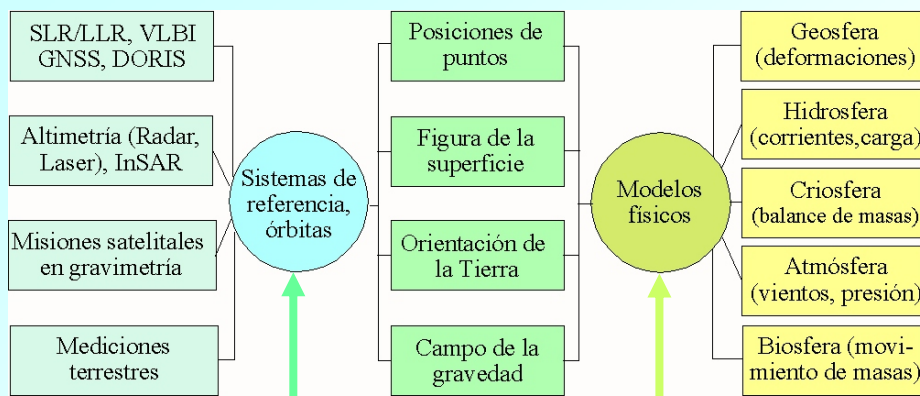 SLR/LLR, VLBI
GNSS, DORIS
Altimetría (Radar,
Laser), InSAR
Misiones satelitales
en gravimetría
Mediciones
terrestres
Sistemas de
referencia,
órbitas
Posiciones de
puntos
Figura de la
superficie
Orientación de
la Tierra
Campo de la
gravedad
Modelos
físicos
Geosfera
(deformaciones)
Hidrosfera
(corrientes,carga)
Criosfera
(balance de masas)
Atmósfera
(vientos, presión)
Biosfera (movi-
miento de masas)